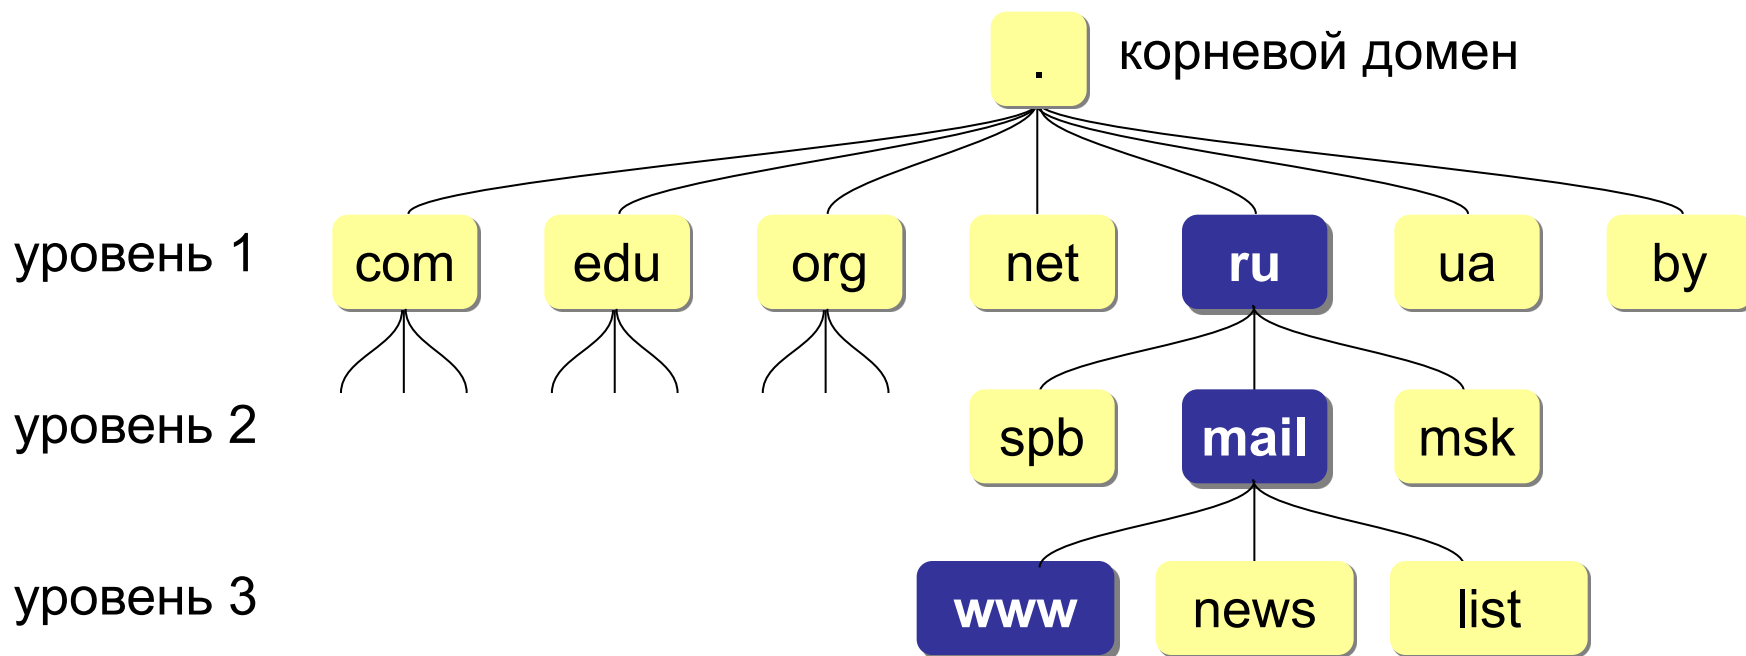 . корневой домен
уровень 1 com edu org net ru ua by
уровень 2 spb mail msk
уровень 3 www news list